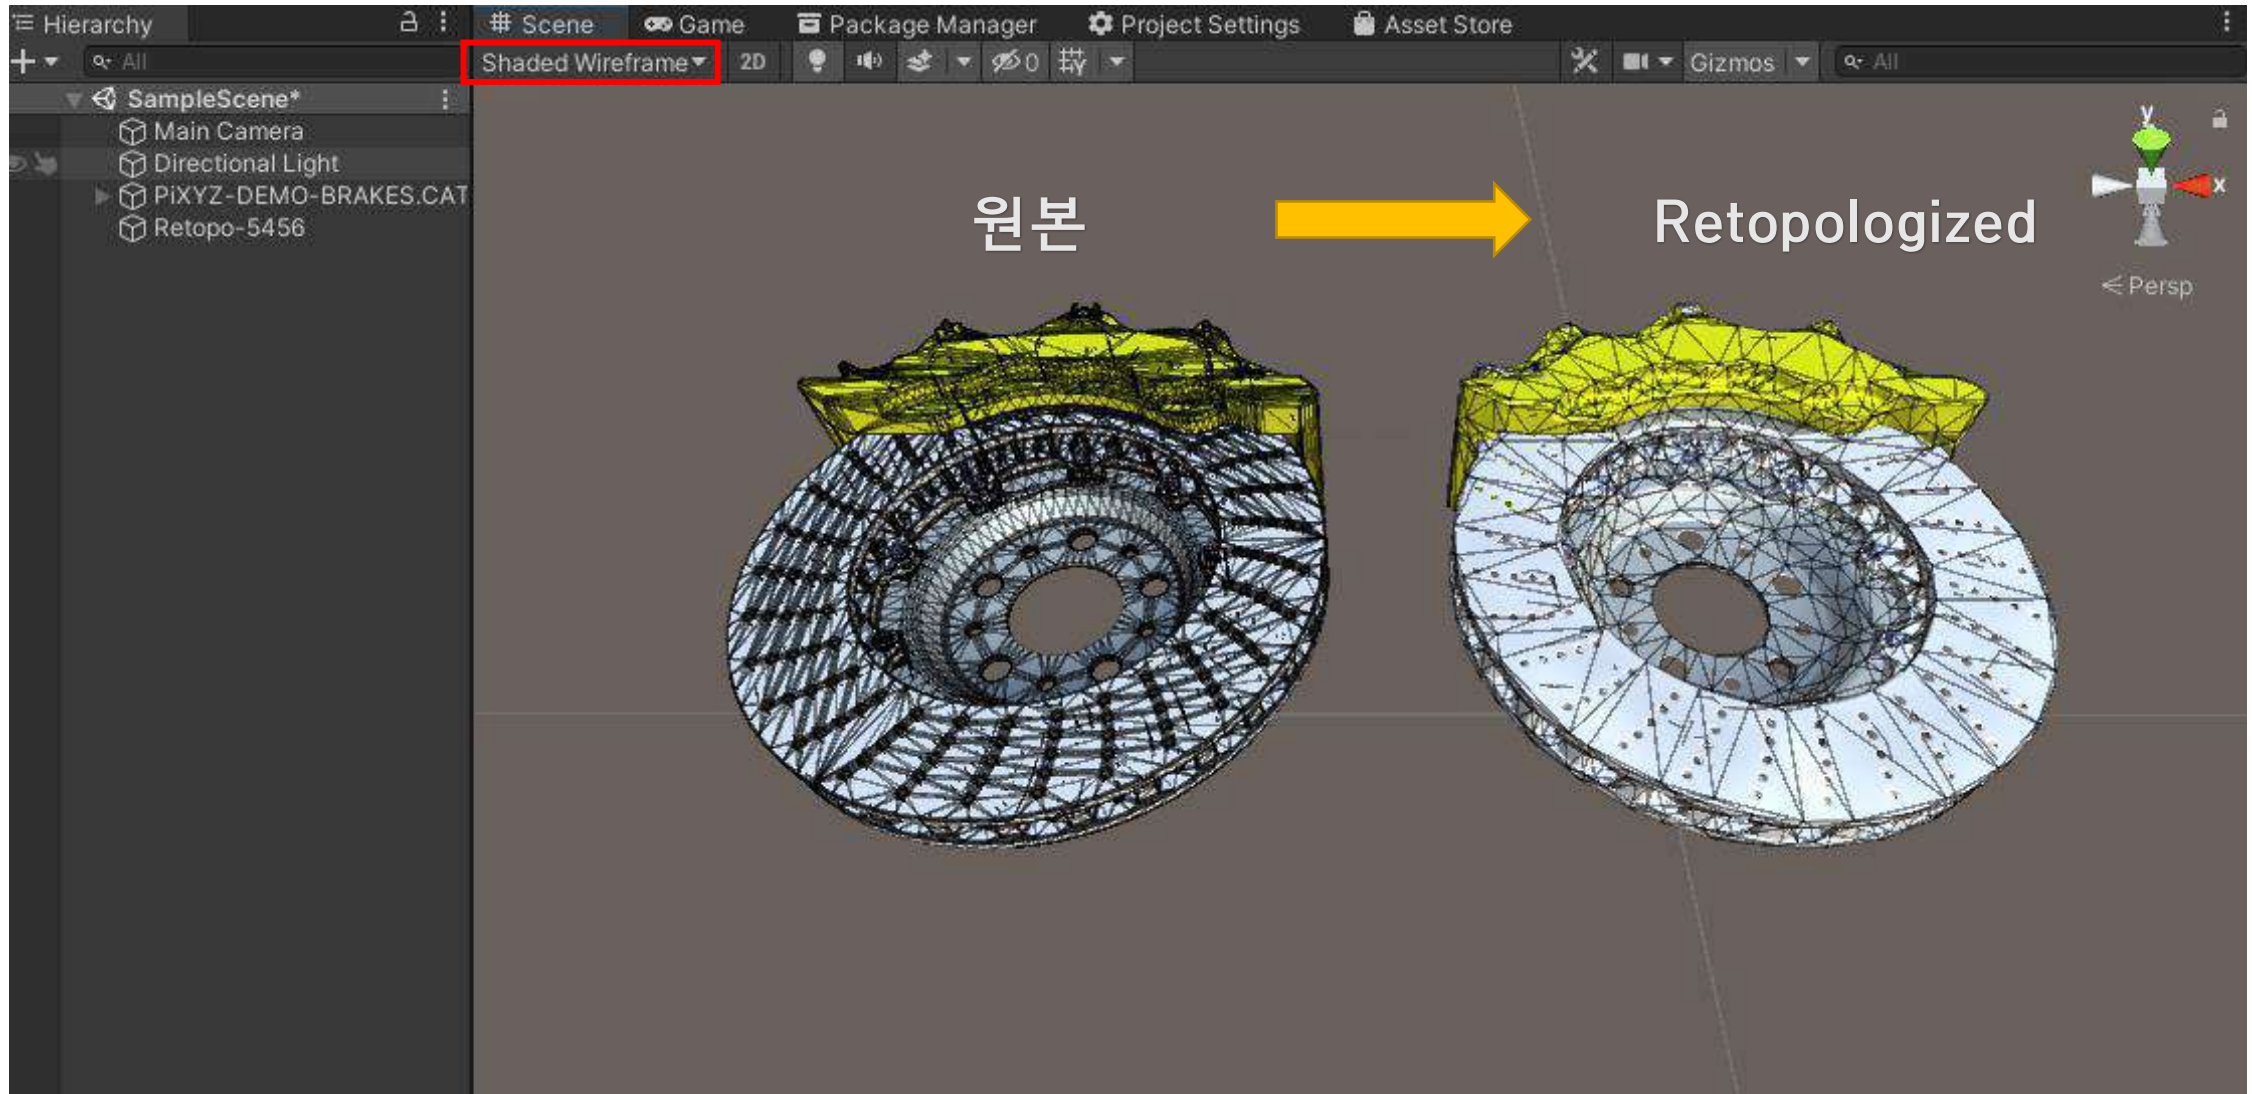 Hierarchy
Scene
Game
Package Manager
Project Settings
Asset Store
All
Shaded Wireframe
2D
0
Gizmos
All
SampleScene*
Main Camera
Directional Light
PiXYZ-DEMO-BRAKES.CAT
Retopo-5456
원본
Retopologized
y
x
Persp